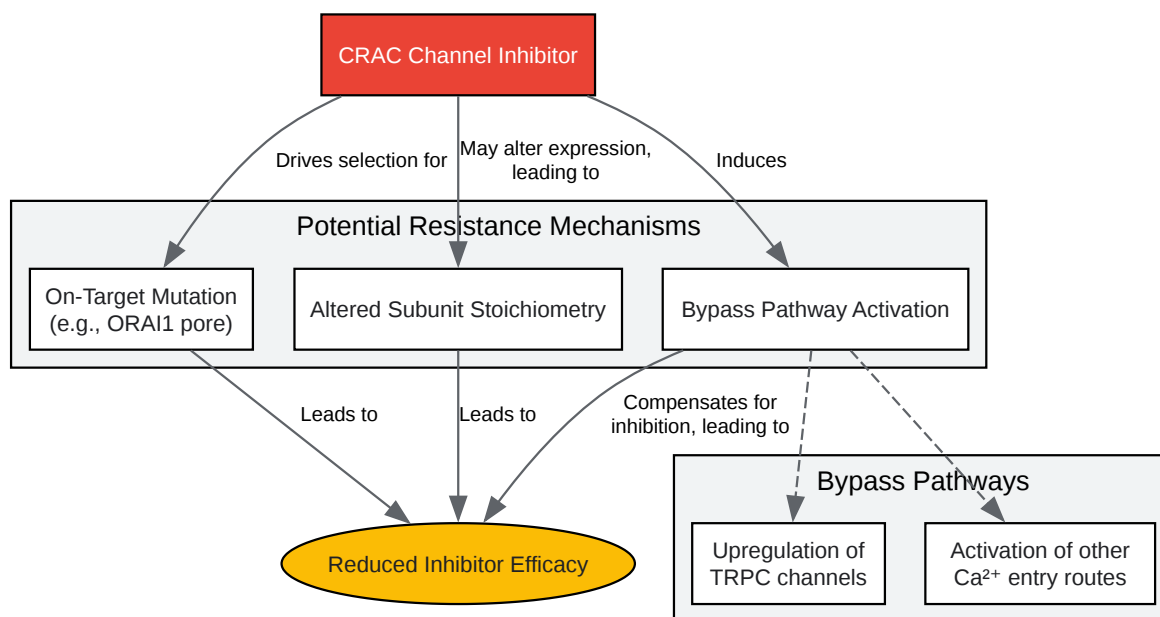 CRAC Channel Inhibitor
Drives selection for
May alter expression,
leading to
Induces
Potential Resistance Mechanisms
On-Target Mutation
(e.g., ORAI1 pore)
Altered Subunit Stoichiometry
Bypass Pathway Activation
Leads to
Leads to
Compensates for
inhibition, leading to
Bypass Pathways
Reduced Inhibitor Efficacy
Upregulation of
TRPC channels
Activation of other
Ca²⁺ entry routes